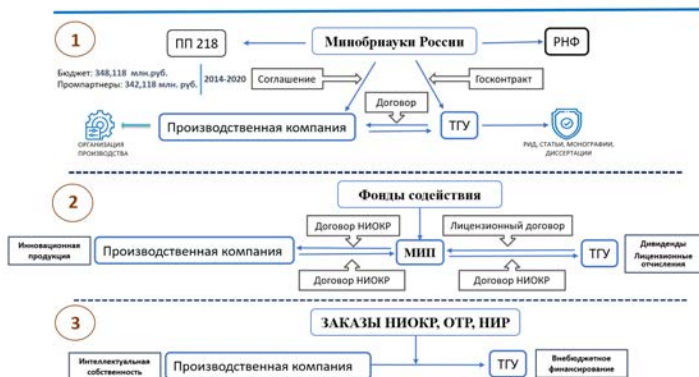 1
ПП 218
Минобрнауки России
РНФ
Бюджет: 348,118 млн.руб.
Промпартнеры: 342,118 млн. руб.
2014-2020
Соглашение
Госконтракт
Договор
Производственная компания
ТГУ
ОРГАНИЗАЦИЯ
ПРОИЗВОДСТВА
РИД, СТАТЬИ, МОНОГРАФИИ,
ДИССЕРТАЦИИ
2
Фонды содействия
Договор НИОКР
Лицензионный договор
Инновационная
продукция
Производственная компания
МИП
ТГУ
Дивиденды
Лицензионные
отчисления
Договор НИОКР
Договор НИОКР
3
ЗАКАЗЫ НИОКР, ОТР, НИР
Интеллектуальная
собственность
Производственная компания
ТГУ
Внебюджетное
финансирование